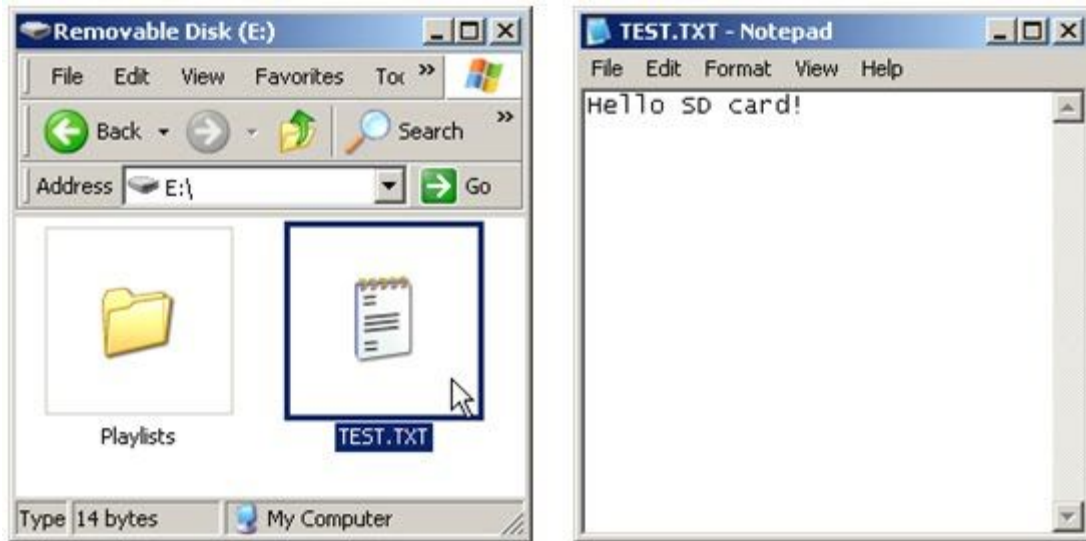 Removable Disk (E:)
File Edit View Favorites Toc »
Back Search »
Address E:\ Go
Playlists
TEST.TXT
Type 14 bytes My Computer
TEST.TXT - Notepad
File Edit Format View Help
Hello SD card!